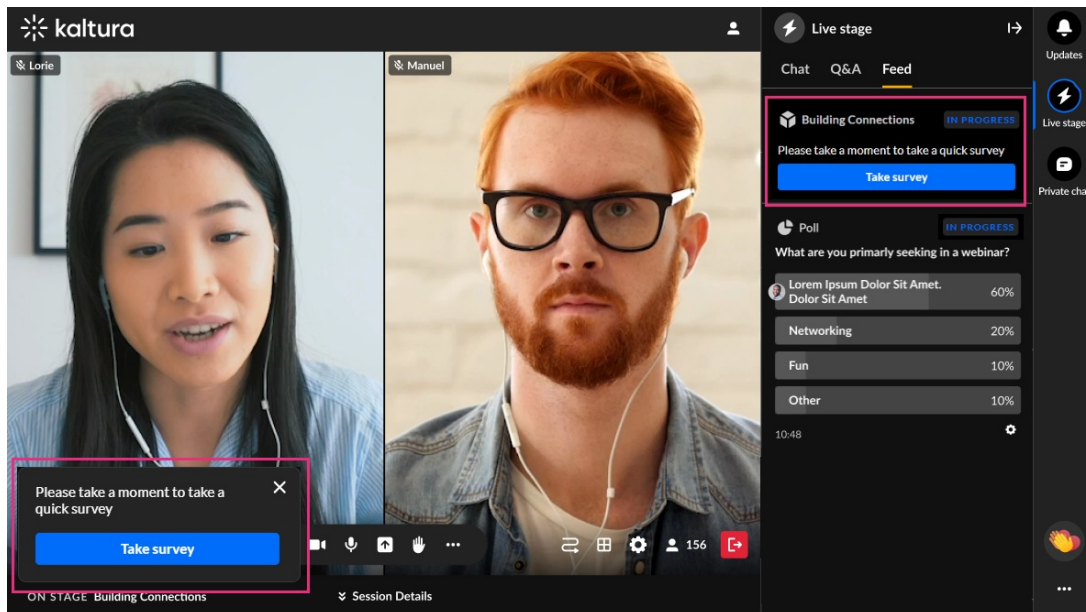 kaltura
Lorie
Manuel
Please take a moment to take a
quick survey
Take survey
156
ON STAGE Building Connections
Session Details
Live stage
Chat Q&A Feed
Building Connections IN PROGRESS
Please take a moment to take a quick survey
Take survey
Poll IN PROGRESS
What are you primarly seeking in a webinar?
Lorem Ipsum Dolor Sit Amet.
Dolor Sit Amet 60%
Networking 20%
Fun 10%
Other 10%
10:48
Updates
Live stage
Private cha